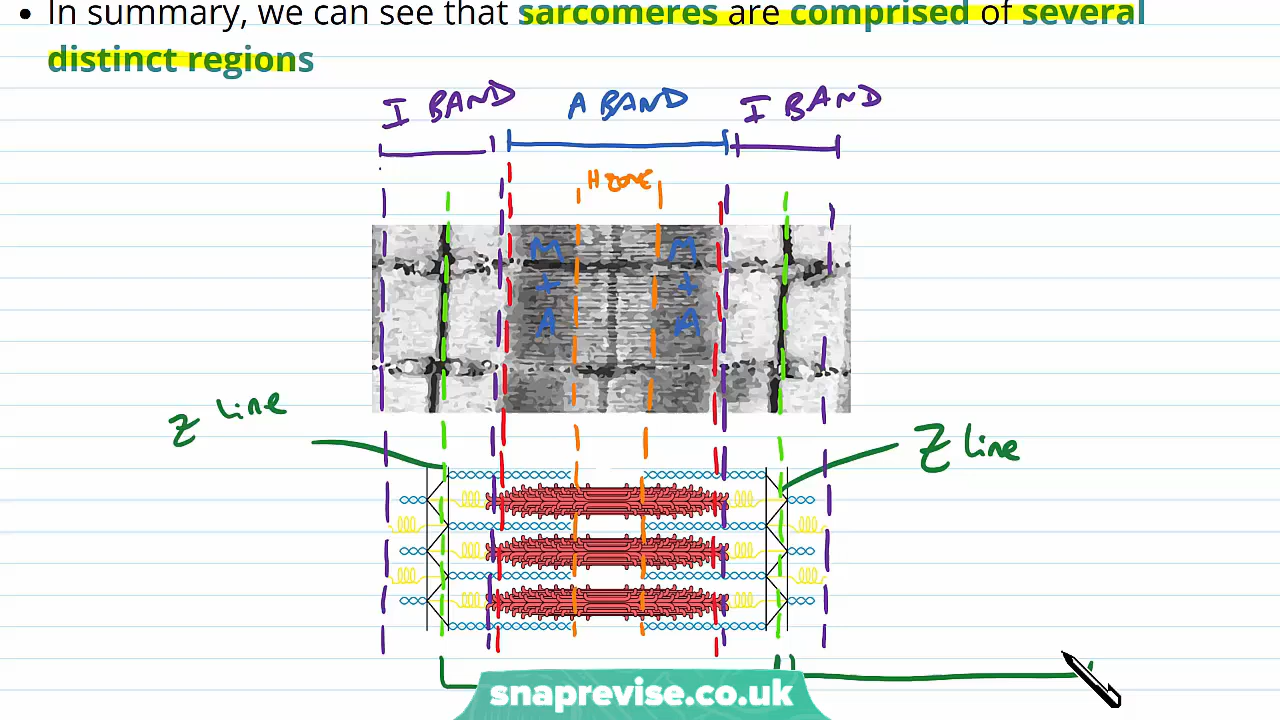 • In summary, we can see that sarcomeres are comprised of several
distinct regions
I BAND A BAND I BAND
H ZONE
M M
+ +
A A
Z Line
Z Line
snaprevise.co.uk